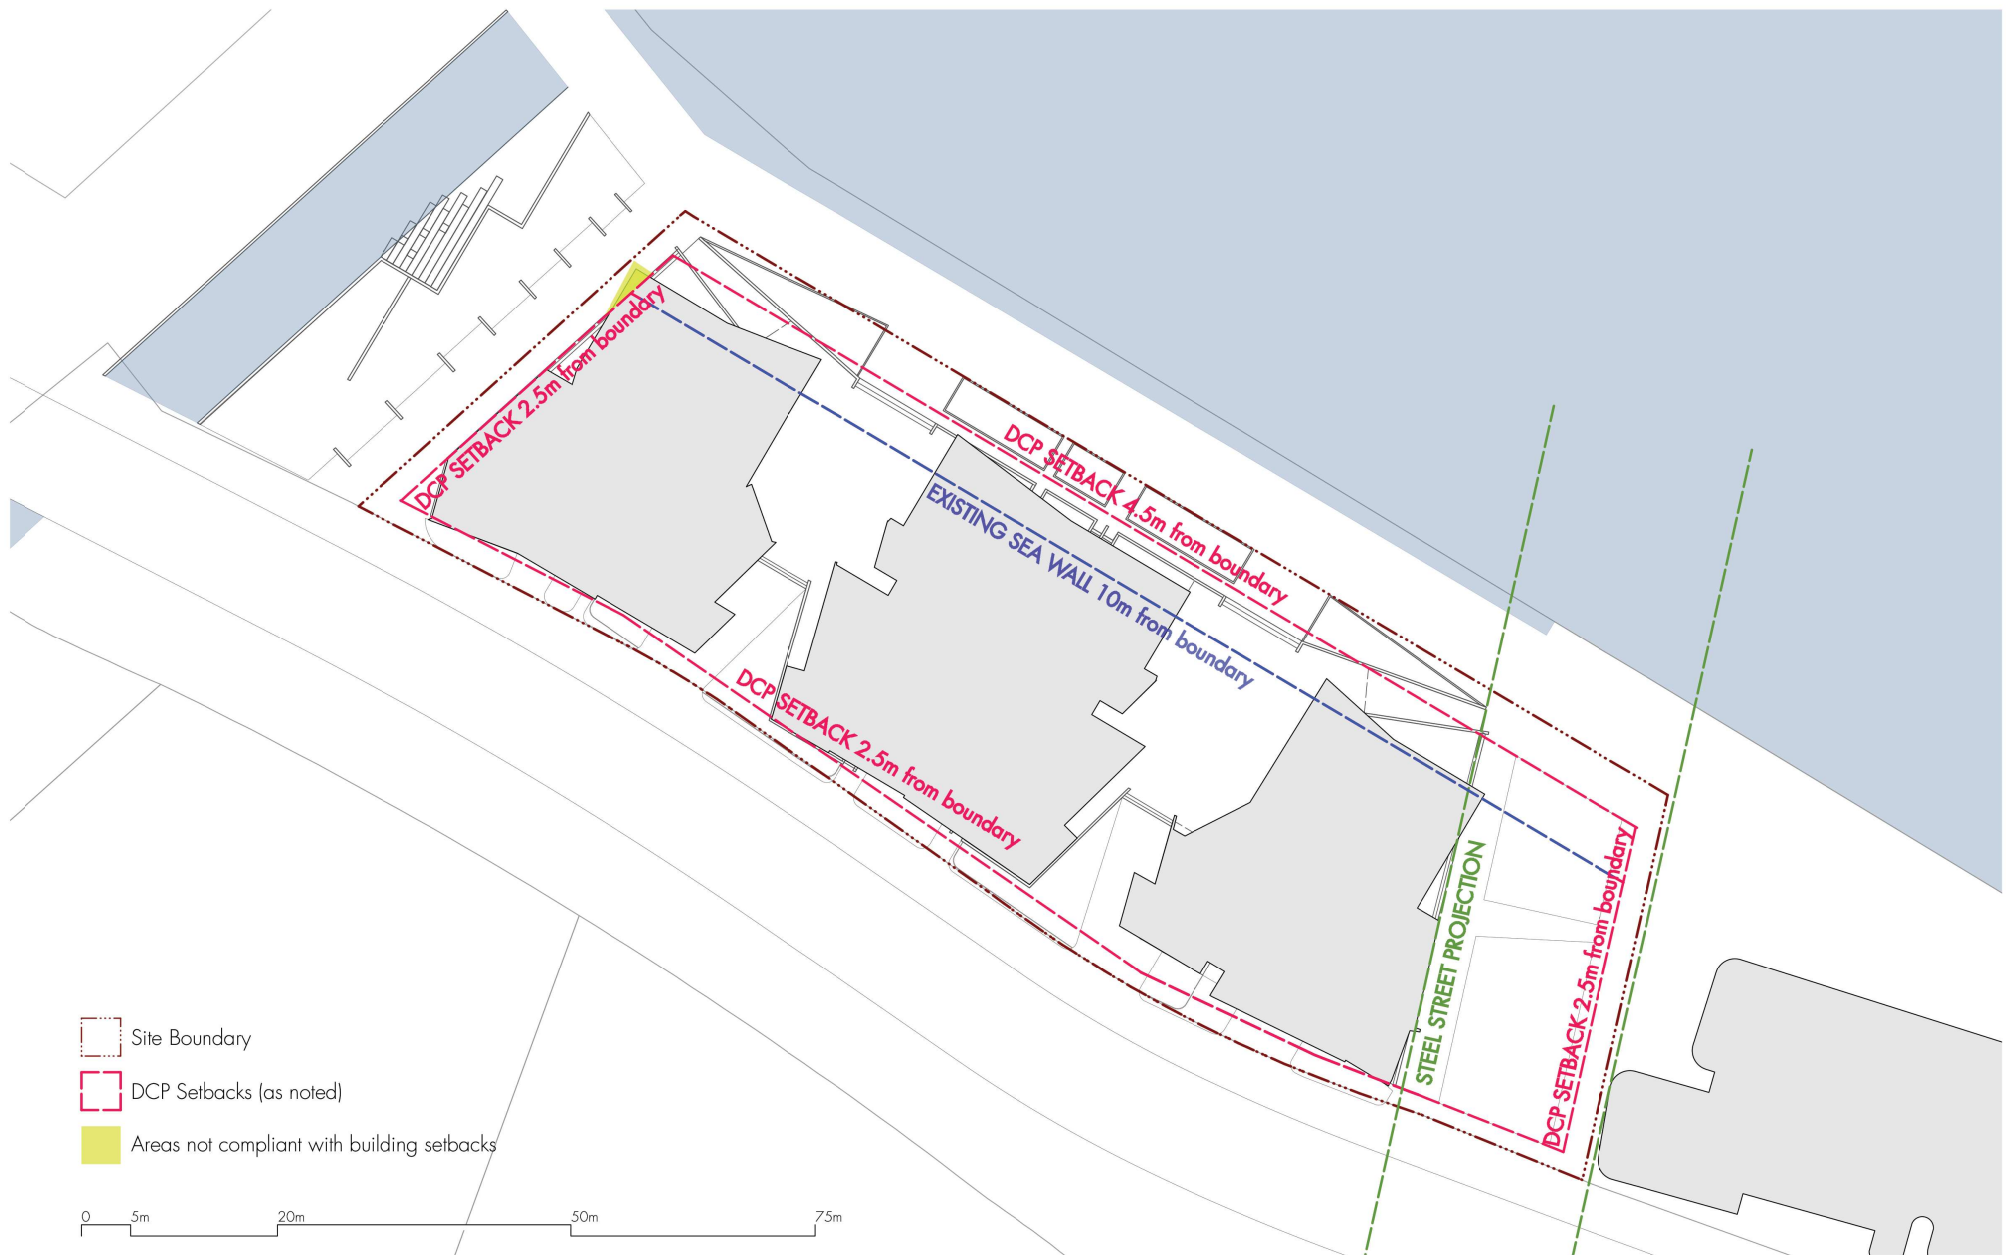 DCP SETBACK 2.5m from boundary
DCP SETBACK 4.5m from boundary
EXISTING SEA WALL 10m from boundary
DCP SETBACK 2.5m from boundary
STEEL STREET PROJECTION
DCP SETBACK 2.5m from boundary
Site Boundary
DCP Setbacks (as noted)
Areas not compliant with building setbacks
0 5m 20m 50m 75m